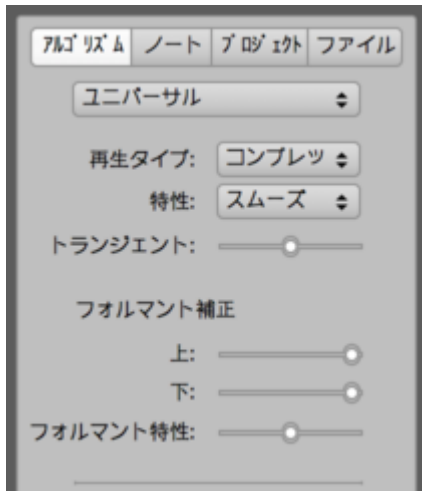 ｱﾙｺﾞﾘｽﾞﾑ ノート ﾌﾟﾛｼﾞｪｸﾄ ファイル
ユニバーサル
再生タイプ: コンプレッ
特性: スムーズ
トランジェント:
フォルマント補正
上:
下:
フォルマント特性: